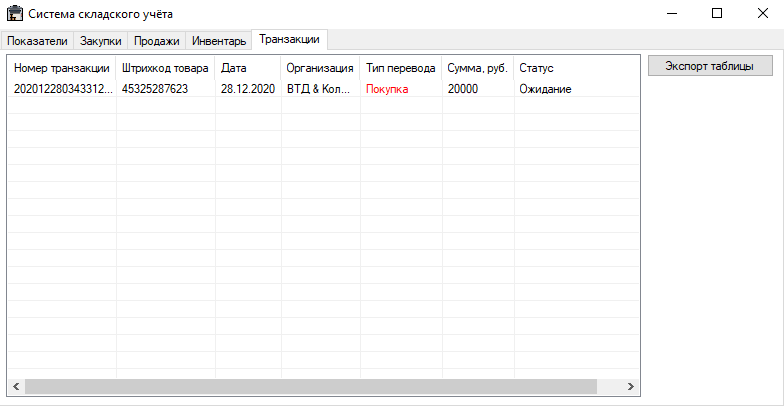 Система складского учёта
Показатели Закупки Продажи Инвентарь Транзакции
Номер транзакции Штрихкод товара Дата Организация Тип перевода Сумма, руб. Статус
202012280343312... 45325287623 28.12.2020 ВТД & Кол... Покупка 20000 Ожидание
Экспорт таблицы